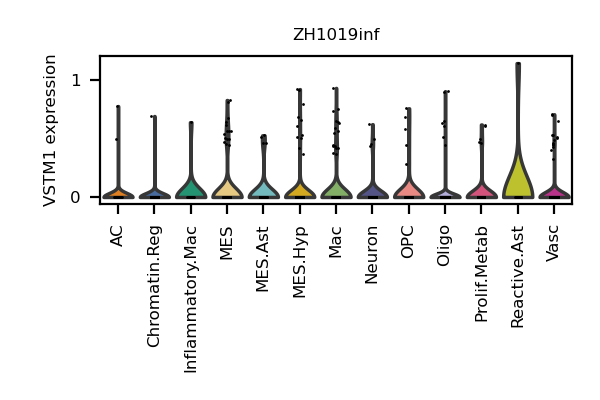 ZH1019inf
VSTM1 expression
1
0
AC
Chromatin.Reg
Inflammatory.Mac
MES
MES.Ast
MES.Hyp
Mac
Neuron
OPC
Oligo
Prolif.Metab
Reactive.Ast
Vasc